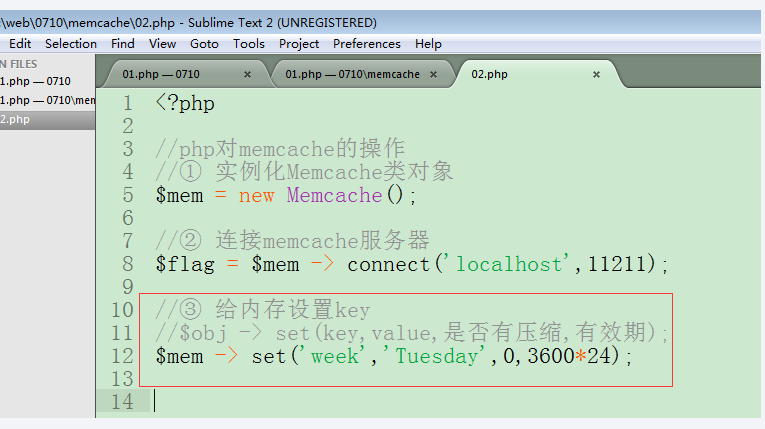 :\web\0710\memcache\02.php - Sublime Text 2 (UNREGISTERED)
Edit Selection Find View Goto Tools Project Preferences Help
N FILES
1.php — 0710
1.php — 0710\mem
2.php
01.php — 0710 ×
01.php — 0710\memcache ×
02.php ×
1 <?php
2
3 //php对memcache的操作
4 //① 实例化Memcache类对象
5 $mem = new Memcache();
6
7 //② 连接memcache服务器
8 $flag = $mem -> connect('localhost',11211);
9
10 //③ 给内存设置key
11 //$obj -> set(key,value,是否有压缩,有效期);
12 $mem -> set('week','Tuesday',0,3600*24);
13
14